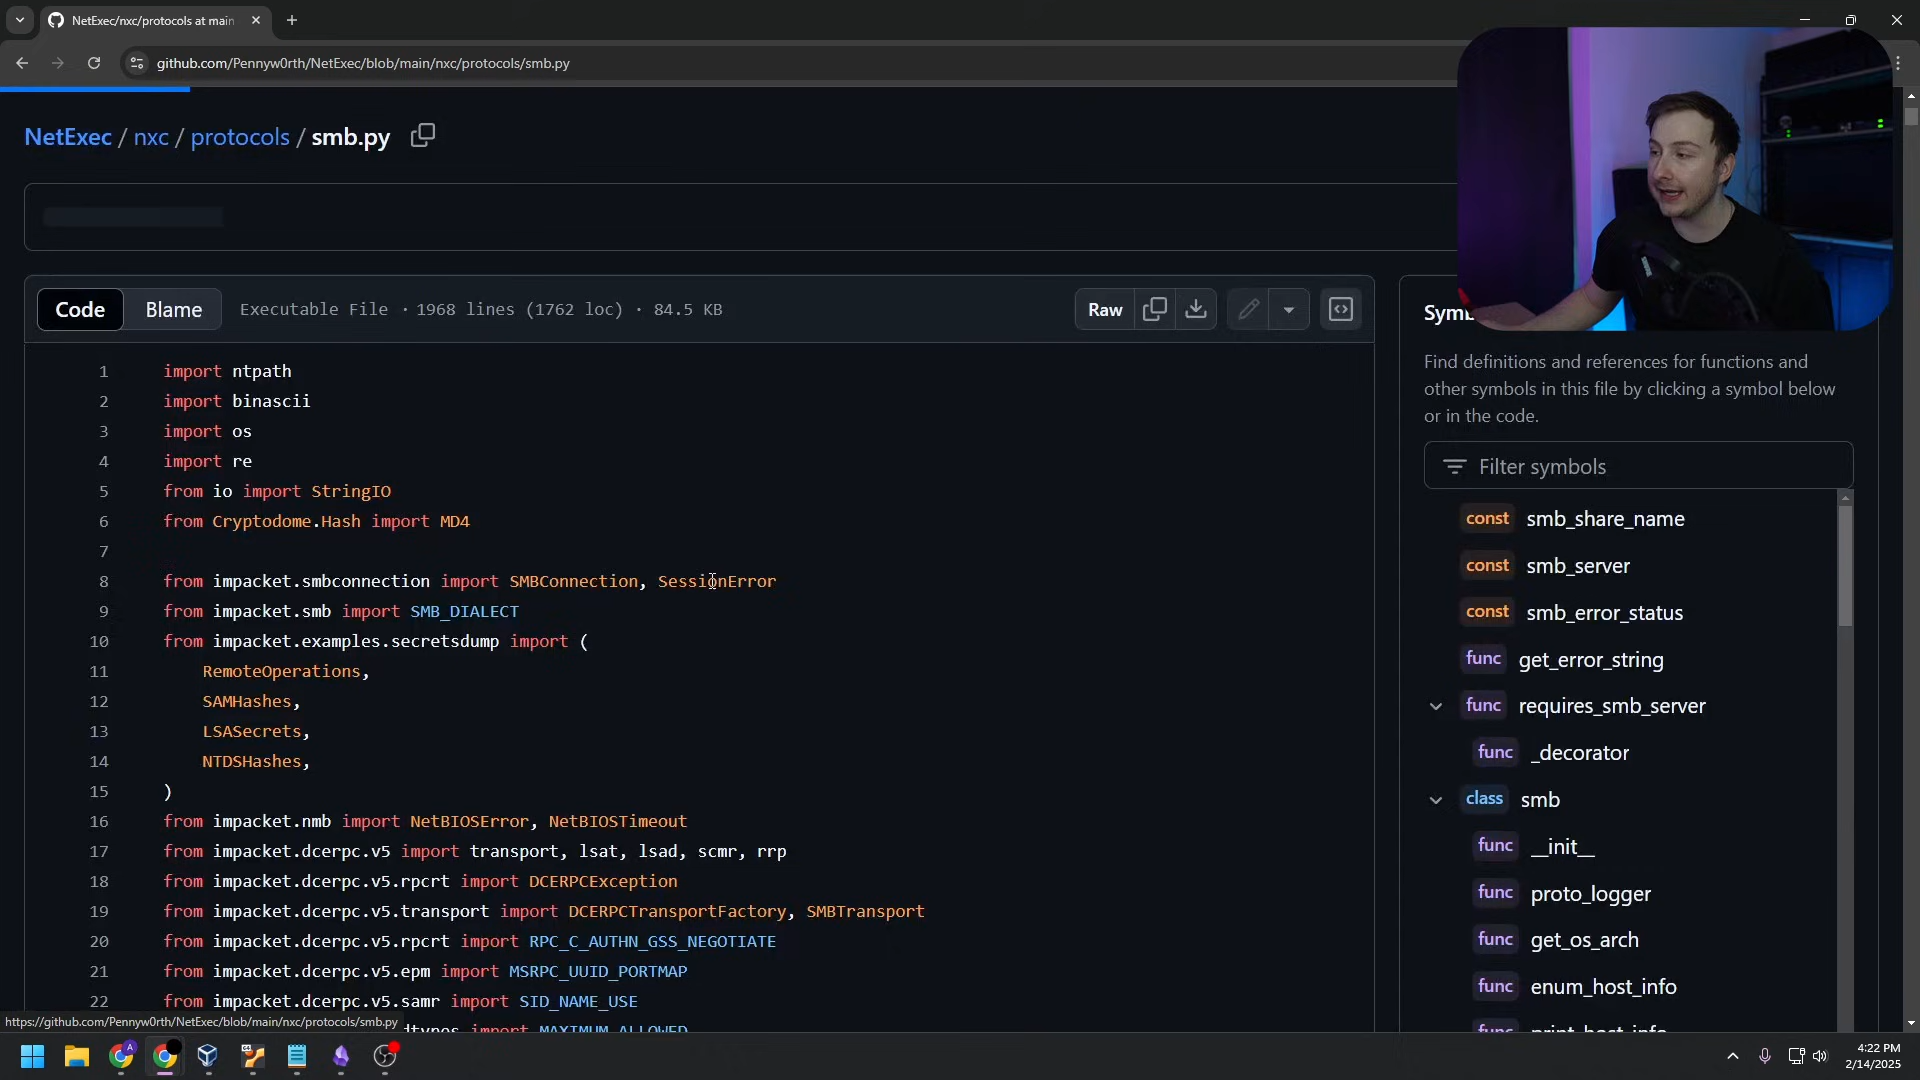 NetExec/nxc/protocols at main
github.com/Pennyw0rth/NetExec/blob/main/nxc/protocols/smb.py
NetExec / nxc / protocols / smb.py
Code
Blame
Executable File · 1968 lines (1762 loc) · 84.5 KB
Raw
1 import ntpath
2 import binascii
3 import os
4 import re
5 from io import StringIO
6 from Cryptodome.Hash import MD4
7
8 from impacket.smbconnection import SMBConnection, SessionError
9 from impacket.smb import SMB_DIALECT
10 from impacket.examples.secretsdump import (
11 RemoteOperations,
12 SAMHashes,
13 LSASecrets,
14 NTDSHashes,
15 )
16 from impacket.nmb import NetBIOSError, NetBIOSTimeout
17 from impacket.dcerpc.v5 import transport, lsat, lsad, scmr, rrp
18 from impacket.dcerpc.v5.rpcrt import DCERPCException
19 from impacket.dcerpc.v5.transport import DCERPCTransportFactory, SMBTransport
20 from impacket.dcerpc.v5.rpcrt import RPC_C_AUTHN_GSS_NEGOTIATE
21 from impacket.dcerpc.v5.epm import MSRPC_UUID_PORTMAP
22 from impacket.dcerpc.v5.samr import SID_NAME_USE
dtypes import MAXIMUM_ALLOWED
https://github.com/Pennyw0rth/NetExec/blob/main/nxc/protocols/smb.py
Find definitions and references for functions and
other symbols in this file by clicking a symbol below
or in the code.
Filter symbols
const smb_share_name
const smb_server
const smb_error_status
func get_error_string
func requires_smb_server
func _decorator
class smb
func __init__
func proto_logger
func get_os_arch
func enum_host_info
func print_host_info
4:22 PM
2/14/2025